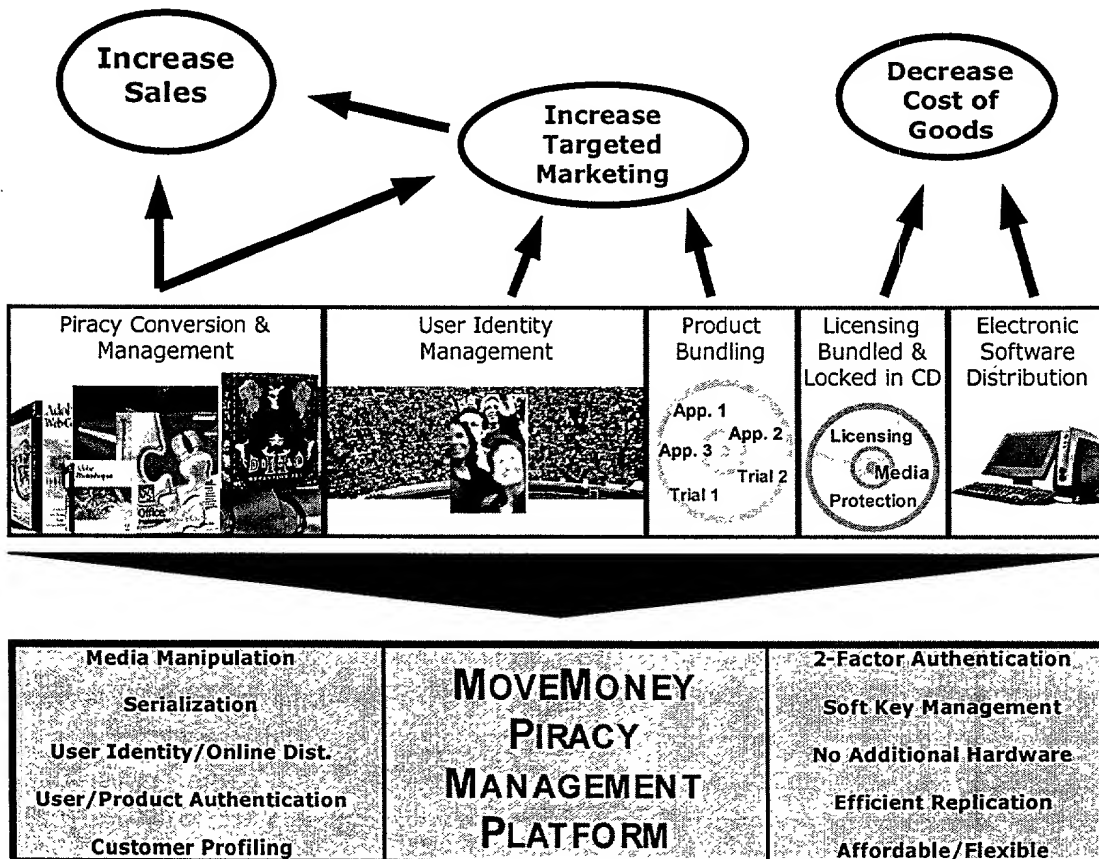 Increase
Sales
Increase
Targeted
Marketing
Decrease
Cost of
Goods
Piracy Conversion &
Management
User Identity
Management
Product
Bundling
Licensing
Bundled &
Locked in CD
Electronic
Software
Distribution
Office
App. 1
App. 2
App. 3
Trial 2
Trial 1
Licensing
Media
Protection
Media Manipulation
Serialization
User Identity/Online Dist.
User/Product Authentication
Customer Profiling
MOVEMONEY
PIRACY
MANAGEMENT
PLATFORM
2-Factor Authentication
Soft Key Management
No Additional Hardware
Efficient Replication
Affordable/Flexible